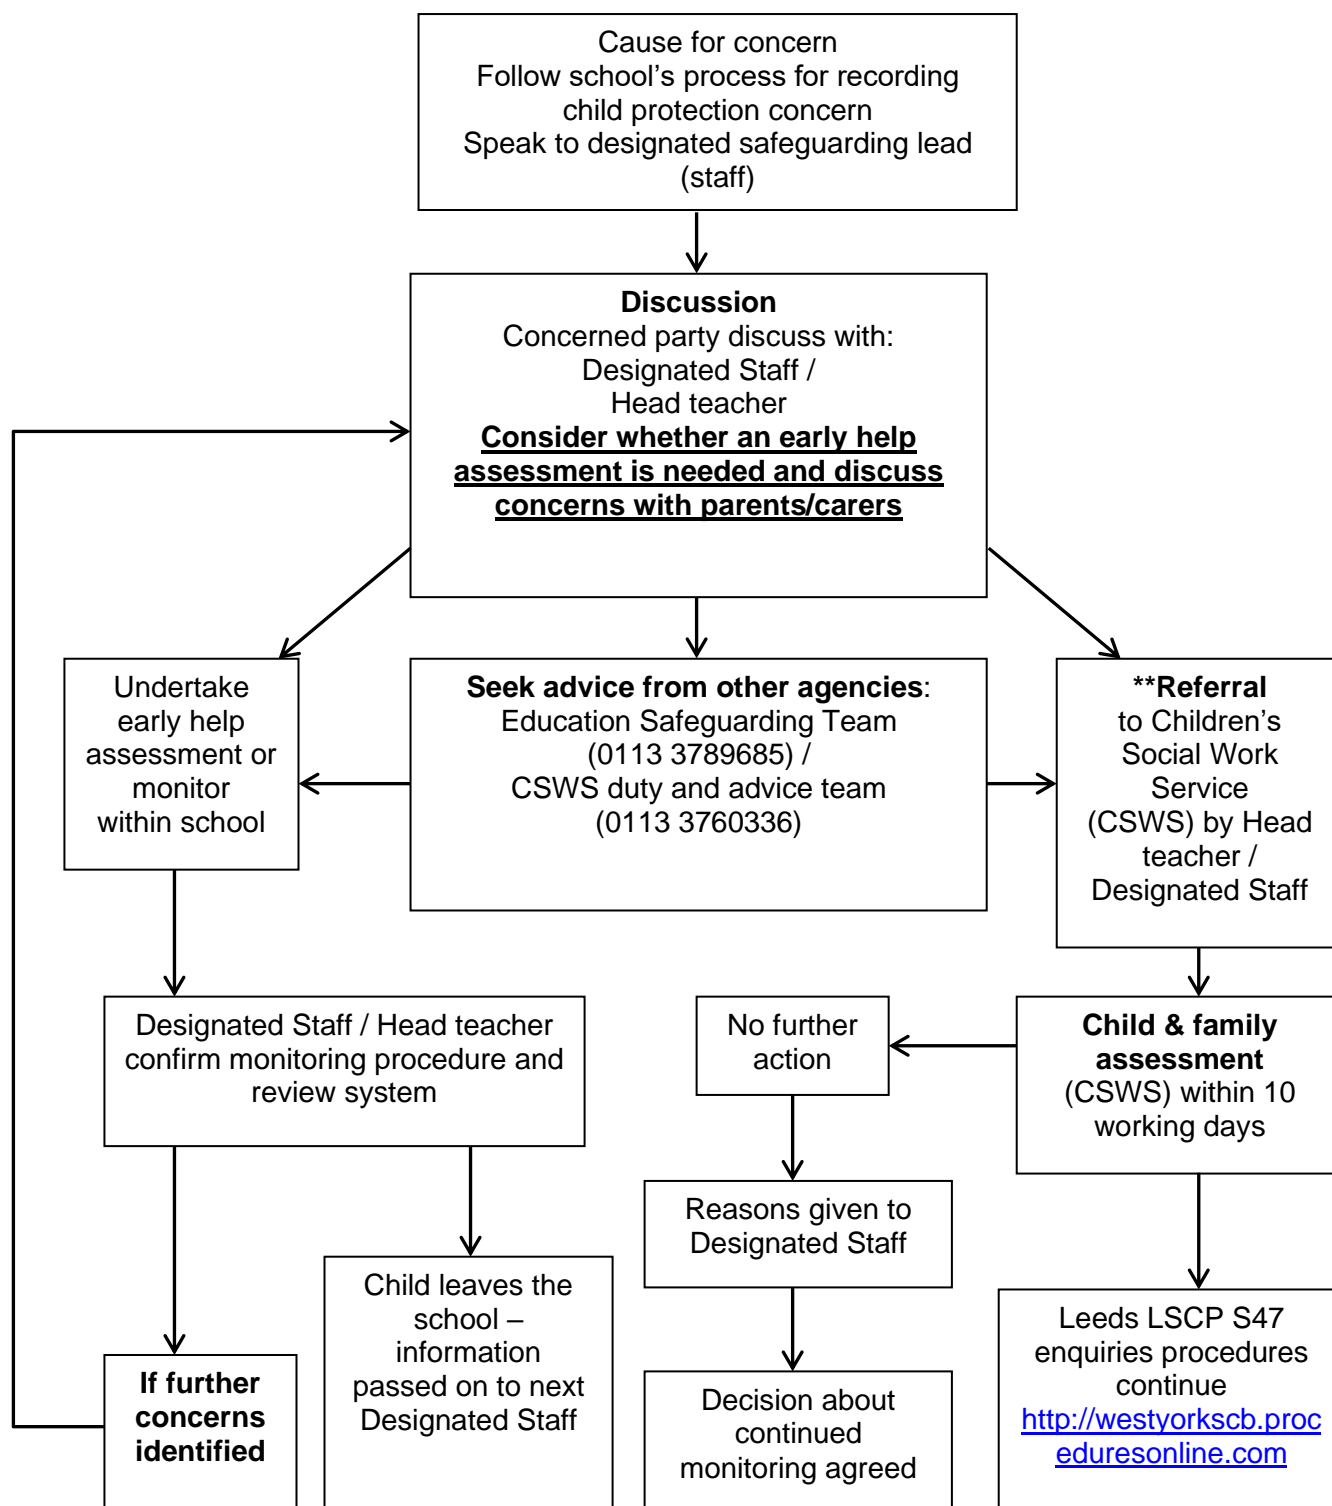 Cause for concern
Follow school’s process for recording
child protection concern
Speak to designated safeguarding lead
(staff)
Discussion
Concerned party discuss with:
Designated Staff /
Head teacher
Consider whether an early help
assessment is needed and discuss
concerns with parents/carers
Undertake
early help
assessment or
monitor
within school
Seek advice from other agencies:
Education Safeguarding Team
(0113 3789685) /
CSWS duty and advice team
(0113 3760336)
**Referral
to Children’s
Social Work
Service
(CSWS) by Head
teacher /
Designated Staff
Designated Staff / Head teacher
confirm monitoring procedure and
review system
No further
action
Child & family
assessment
(CSWS) within 10
working days
Reasons given to
Designated Staff
Child leaves the
school –
information
passed on to next
Designated Staff
Leeds LSCP S47
enquiries procedures
continue
http://westyorkscb.proc
eduresonline.com
If further
concerns
identified
Decision about
continued
monitoring agreed